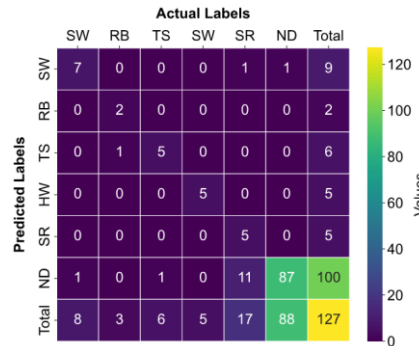 Actual Labels
SW RB TS SW SR ND Total
SW 7 0 0 0 1 1 9
RB 0 2 0 0 0 0 2
TS 0 1 5 0 0 0 6
HW 0 0 0 5 0 0 5
SR 0 0 0 0 5 0 5
ND 1 0 1 0 11 87 100
Total 8 3 6 5 17 88 127
Predicted Labels
120
100
80
60
40
20
0
Values